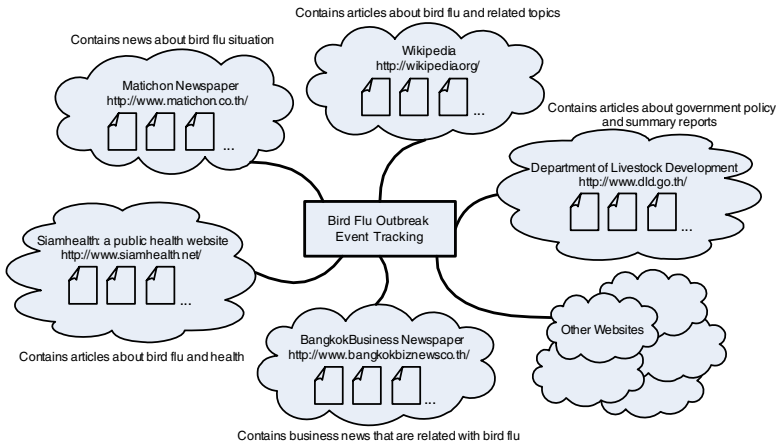 Contains articles about bird flu and related topics
Contains news about bird flu situation
Wikipedia
http://wikipedia.org/
...
Matichon Newspaper
http://www.matichon.co.th/
...
Contains articles about government policy
and summary reports
Department of Livestock Development
http://www.dld.go.th/
...
Bird Flu Outbreak
Event Tracking
Siamhealth: a public health website
http://www.siamhealth.net/
...
Contains articles about bird flu and health
BangkokBusiness Newspaper
http://www.bangkokbiznewsco.th/
...
Other Websites
Contains business news that are related with bird flu